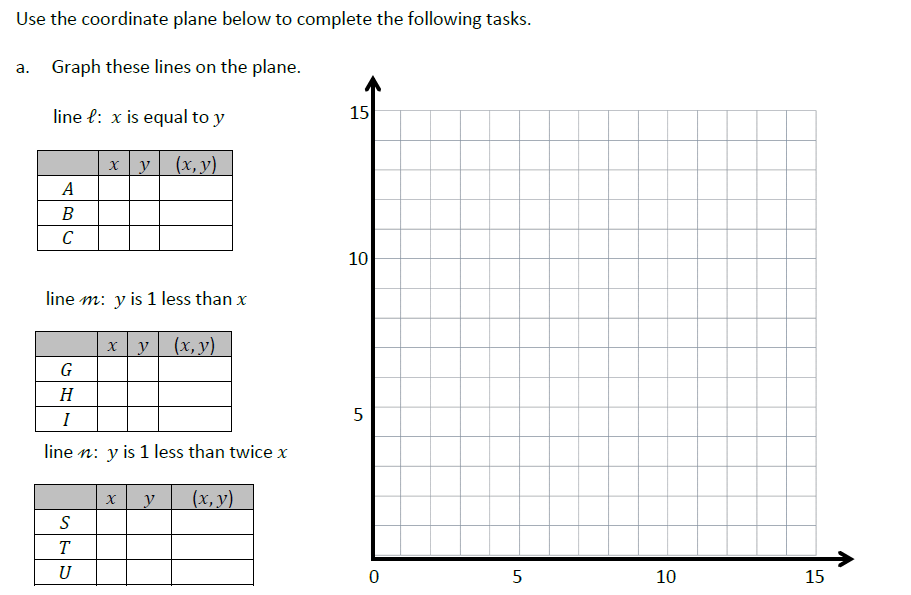 Use the coordinate plane below to complete the following tasks.
a. Graph these lines on the plane.
line ℓ: x is equal to y
x y (x, y)
A
B
C
line m: y is 1 less than x
x y (x, y)
G
H
I
line n: y is 1 less than twice x
x y (x, y)
S
T
U
15
10
5
0 5 10 15